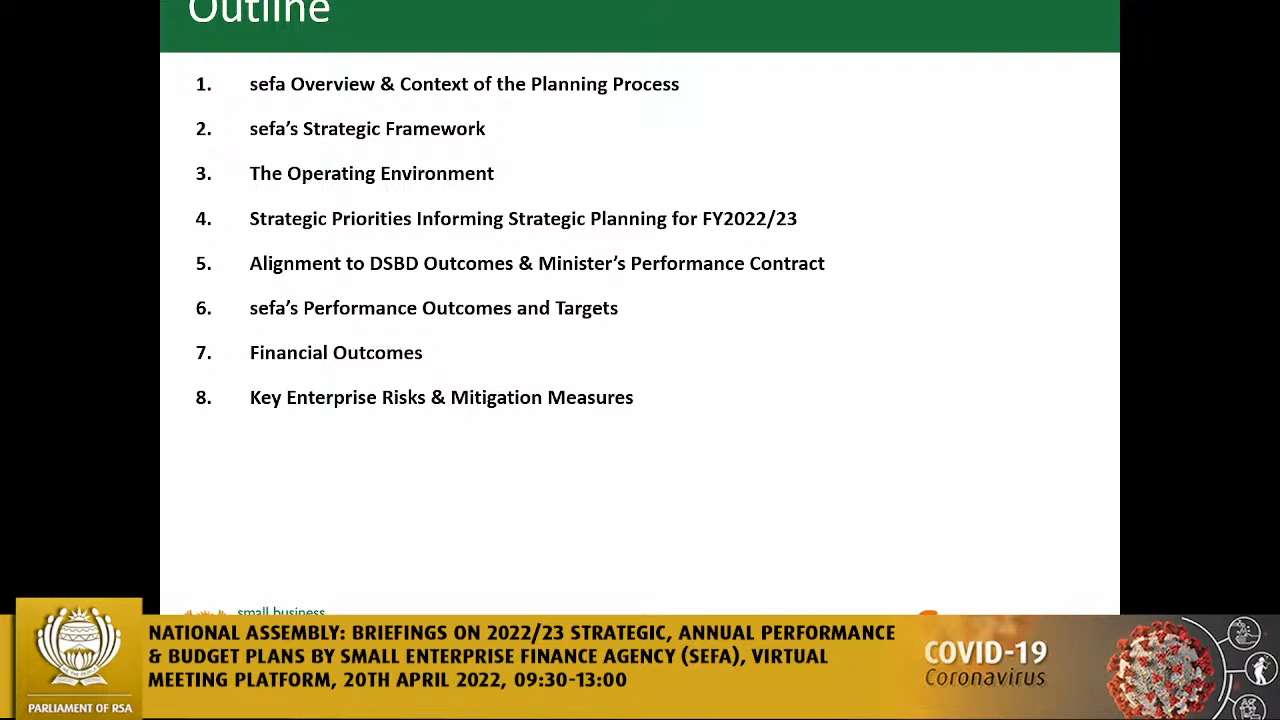 Outline
1. sefa Overview & Context of the Planning Process
2. sefa's Strategic Framework
3. The Operating Environment
4. Strategic Priorities Informing Strategic Planning for FY2022/23
5. Alignment to DSBD Outcomes & Minister's Performance Contract
6. sefa's Performance Outcomes and Targets
7. Financial Outcomes
8. Key Enterprise Risks & Mitigation Measures
small business
NATIONAL ASSEMBLY: BRIEFINGS ON 2022/23 STRATEGIC, ANNUAL PERFORMANCE
& BUDGET PLANS BY SMALL ENTERPRISE FINANCE AGENCY (SEFA), VIRTUAL
MEETING PLATFORM, 20TH APRIL 2022, 09:30-13:00
PARLIAMENT OF RSA
COVID-19
Coronavirus